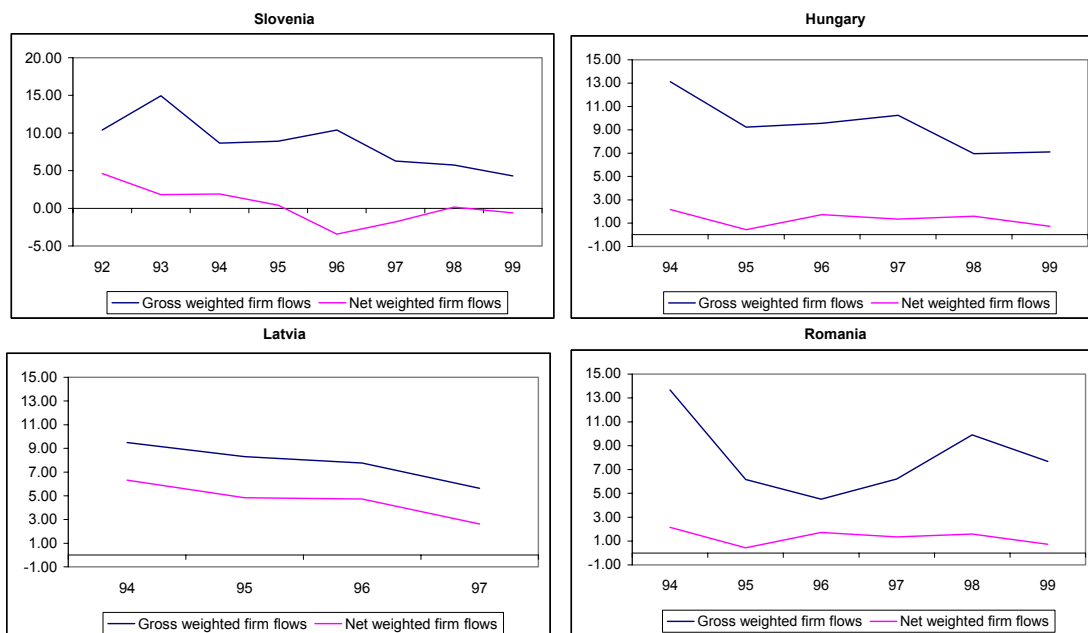 Slovenia
20.00
15.00
10.00
5.00
0.00
-5.00
92 93 94 95 96 97 98 99
Gross weighted firm flows Net weighted firm flows
Hungary
15.00
13.00
11.00
9.00
7.00
5.00
3.00
1.00
-1.00
94 95 96 97 98 99
Gross weighted firm flows Net weighted firm flows
Latvia
15.00
13.00
11.00
9.00
7.00
5.00
3.00
1.00
-1.00
94 95 96 97
Gross weighted firm flows Net weighted firm flows
Romania
15.00
13.00
11.00
9.00
7.00
5.00
3.00
1.00
-1.00
94 95 96 97 98 99
Gross weighted firm flows Net weighted firm flows